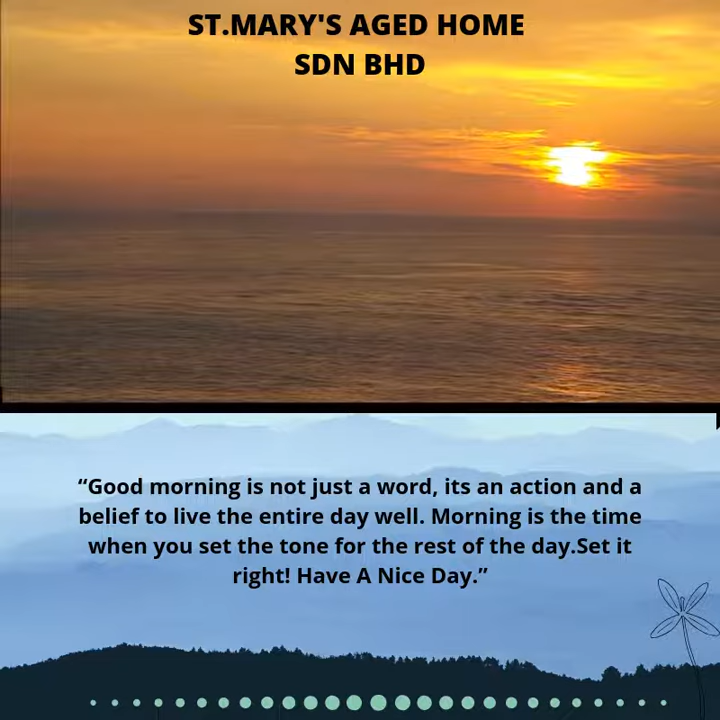 ST.MARY'S AGED HOME
SDN BHD
“Good morning is not just a word, its an action and a
belief to live the entire day well. Morning is the time
when you set the tone for the rest of the day.Set it
right! Have A Nice Day.”